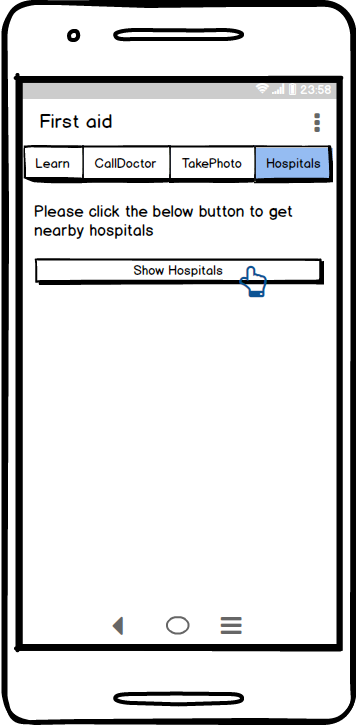 23:58
First aid
Learn CallDoctor TakePhoto Hospitals
Please click the below button to get
nearby hospitals
Show Hospitals